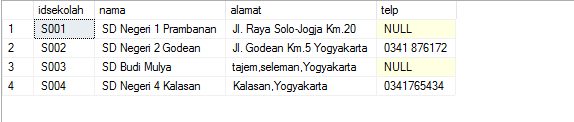 idsekolah nama alamat telp
1 S001 SD Negeri 1 Prambanan Jl. Raya Solo-Jogja Km.20 NULL
2 S002 SD Negeri 2 Godean Jl. Godean Km.5 Yogyakarta 0341 876172
3 S003 SD Budi Mulya tajem,seleman,Yogyakarta NULL
4 S004 SD Negeri 4 Kalasan Kalasan,Yogyakarta 0341765434